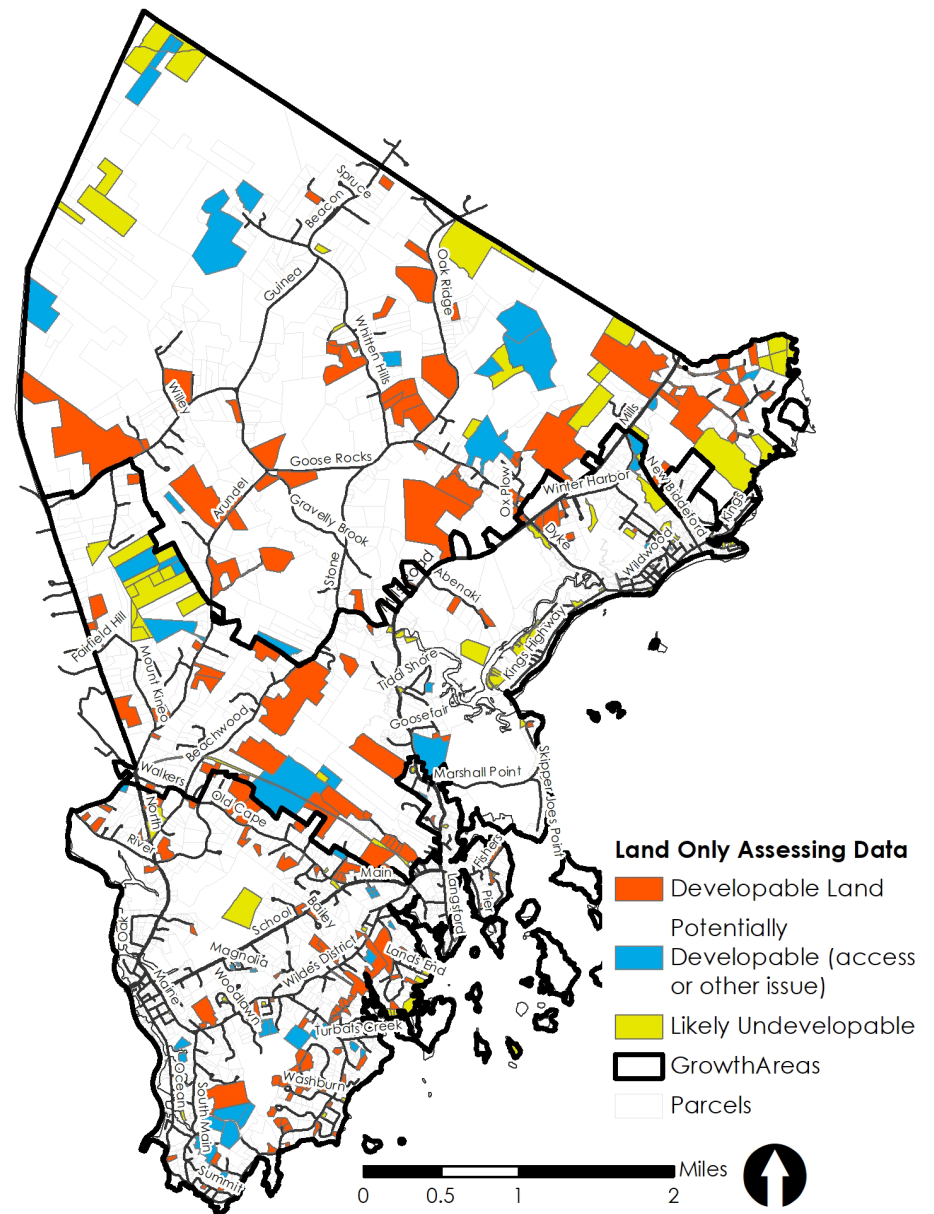 Spruce
Beacon
Oak Ridge
Guinea
Whitten Hills
Willey
Mills
Goose Rocks
Ox Plow
Winter Harbor
New Biddeford
Kings
Arundel
Gravelly Brook
Dyke
Wildwood
Stone
Abenaki
Fairfield Hill
Kings Highway
Mount Kineo
Tidal Shore
Beachwood
Goosefair
Skipper Joes Point
Walkers
Marshall Point
North
Old Cape
River
Fishers
Main
Pier
Langsford
School
Bailey
Oak
Magnolia
Wildes District
Lands End
Maine
Woodlawn
Turbats Creek
Ocean
South Main
Washburn
Summit
Land Only Assessing Data
Developable Land
Potentially
Developable (access
or other issue)
Likely Undevelopable
GrowthAreas
Parcels
Miles
0 0.5 1 2